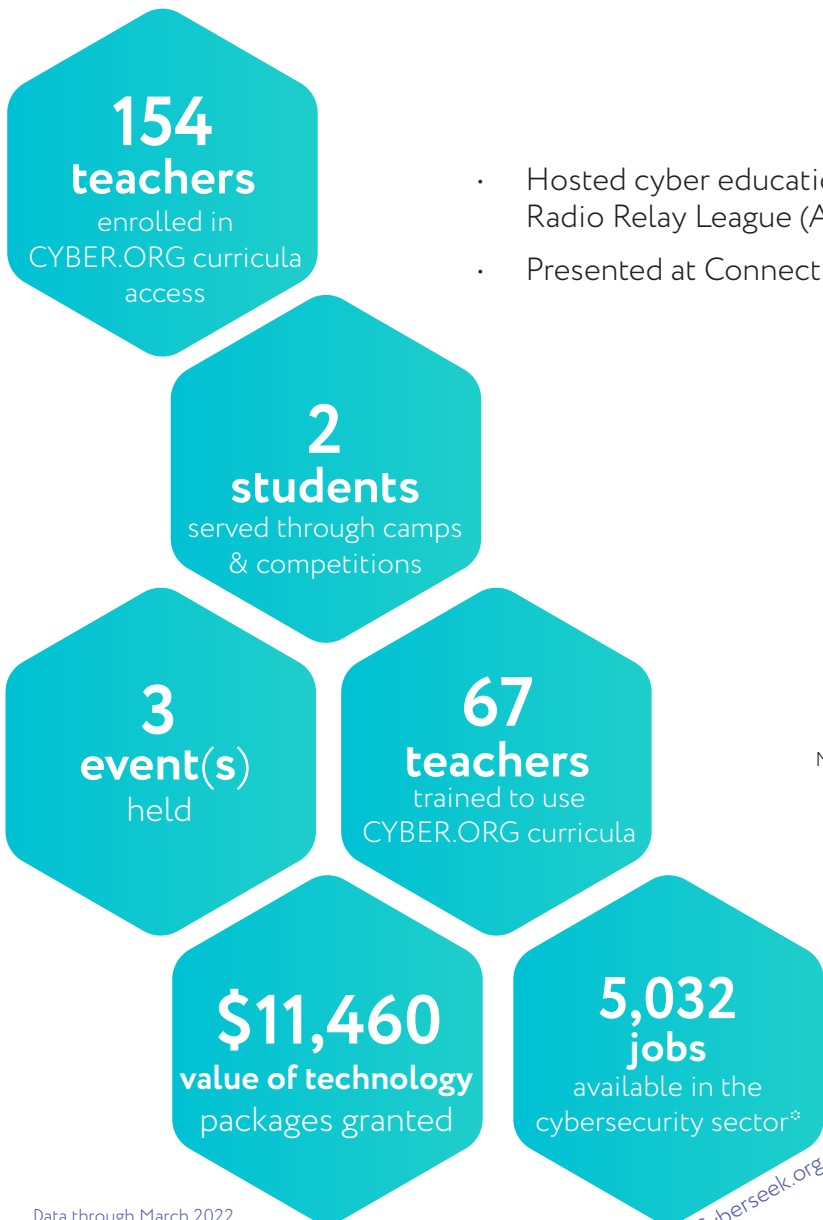 154
teachers
enrolled in
CYBER.ORG curricula
access
· Hosted cyber
Radio Relay League
· Presented at Connect
2
students
served through camps
& competitions
3
event(s)
held
67
teachers
trained to use
CYBER.ORG curricula
$11,460
value of technology
packages granted
5,032
jobs
available in the
cybersecurity sector*
Data through March 2022